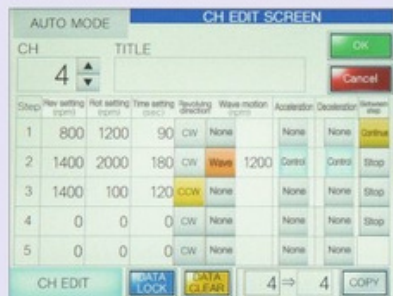 AUTO MODE
CH EDIT SCREEN
CH
TITLE
OK
4
Cancel
Step
Rev setting (rpm)
Rot setting (rpm)
Time setting (sec)
Revolving direction
Wave motion (rpm)
Acceleration
Deceleration
Between step
1 800 1200 90 CW None None None Continue
2 1400 2000 180 CW Wave 1200 Control Control Stop
3 1400 100 120 CCW None None None Stop
4 0 0 0 CW None None None Stop
5 0 0 0 CW None None None
CH EDIT
DATA LOCK
DATA CLEAR
4 ⇒ 4
COPY